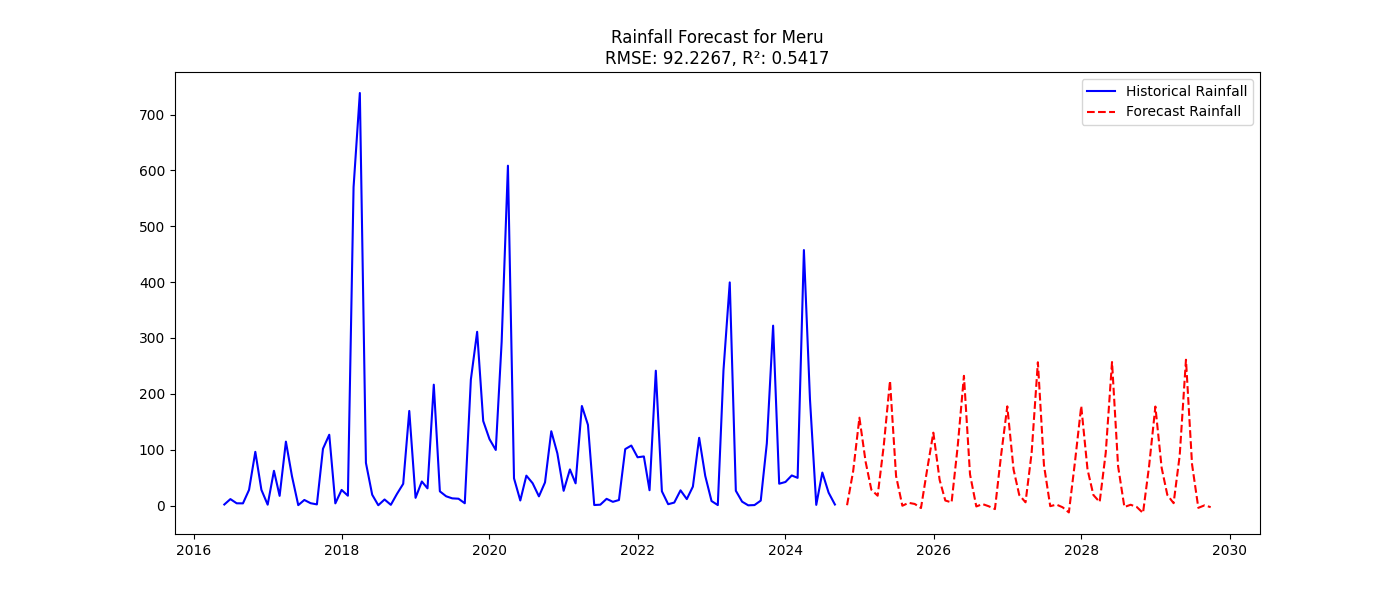 Rainfall Forecast for Meru
RMSE: 92.2267, R²: 0.5417
Historical Rainfall
Forecast Rainfall
700
600
500
400
300
200
100
0
2016 2018 2020 2022 2024 2026 2028 2030